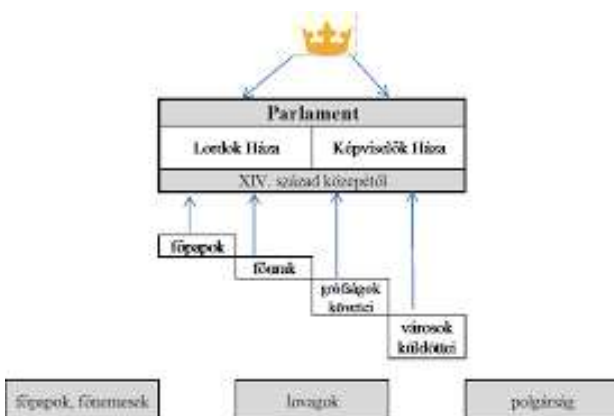 Parlament
Lordok Háza
Képviselők Háza
XIV. század közepétől
főpapok
főurak
grófságok
követei
városok
küldöttei
főpapok, főnemesek
lovagok
polgárság